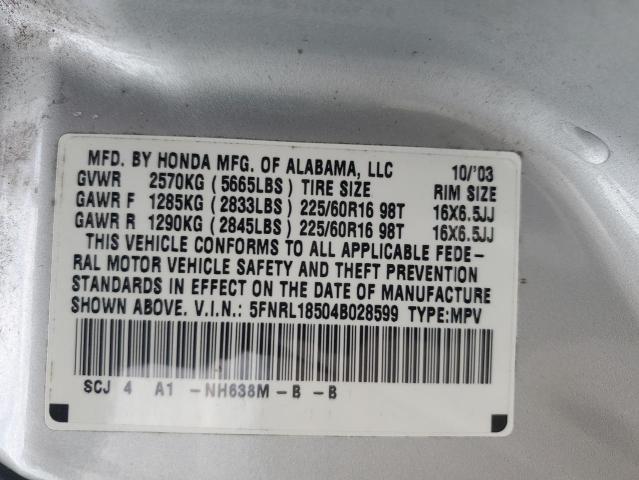 MFD. BY HONDA MFG. OF ALABAMA, LLC 10/'03
GVWR 2570KG (5665LBS) TIRE SIZE RIM SIZE
GAWR F 1285KG (2833LBS) 225/60R16 98T 16X6.5JJ
GAWR R 1290KG (2845LBS) 225/60R16 98T 16X6.5JJ
THIS VEHICLE CONFORMS TO ALL APPLICABLE FEDE-
RAL MOTOR VEHICLE SAFETY AND THEFT PREVENTION
STANDARDS IN EFFECT ON THE DATE OF MANUFACTURE
SHOWN ABOVE. V.I.N.: 5FNRL18504B028599 TYPE:MPV
SCJ 4 A1 -NH638M-B -B